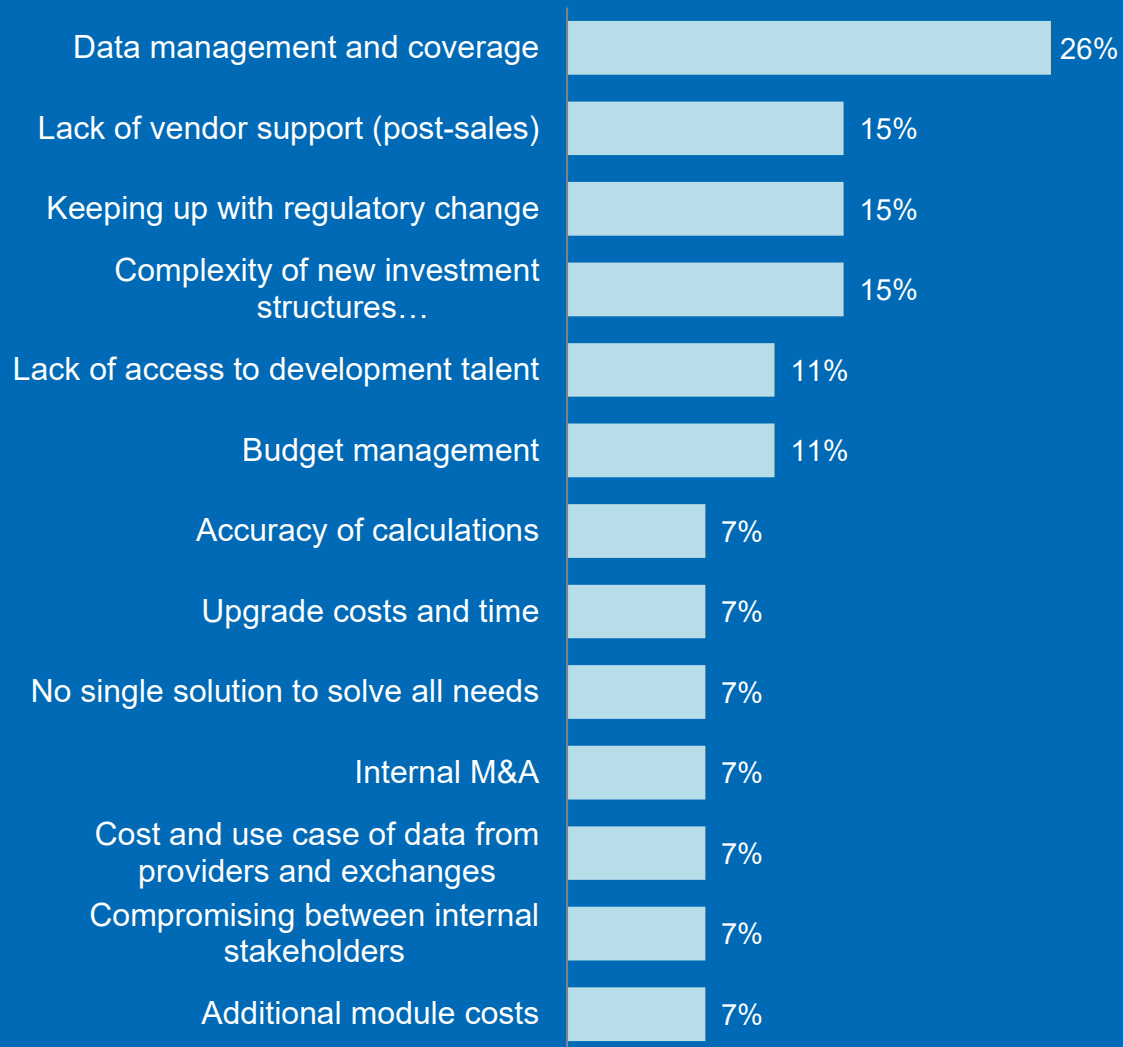 Data management and coverage 26%
Lack of vendor support (post-sales) 15%
Keeping up with regulatory change 15%
Complexity of new investment
structures… 15%
Lack of access to development talent 11%
Budget management 11%
Accuracy of calculations 7%
Upgrade costs and time 7%
No single solution to solve all needs 7%
Internal M&A 7%
Cost and use case of data from
providers and exchanges 7%
Compromising between internal
stakeholders 7%
Additional module costs 7%